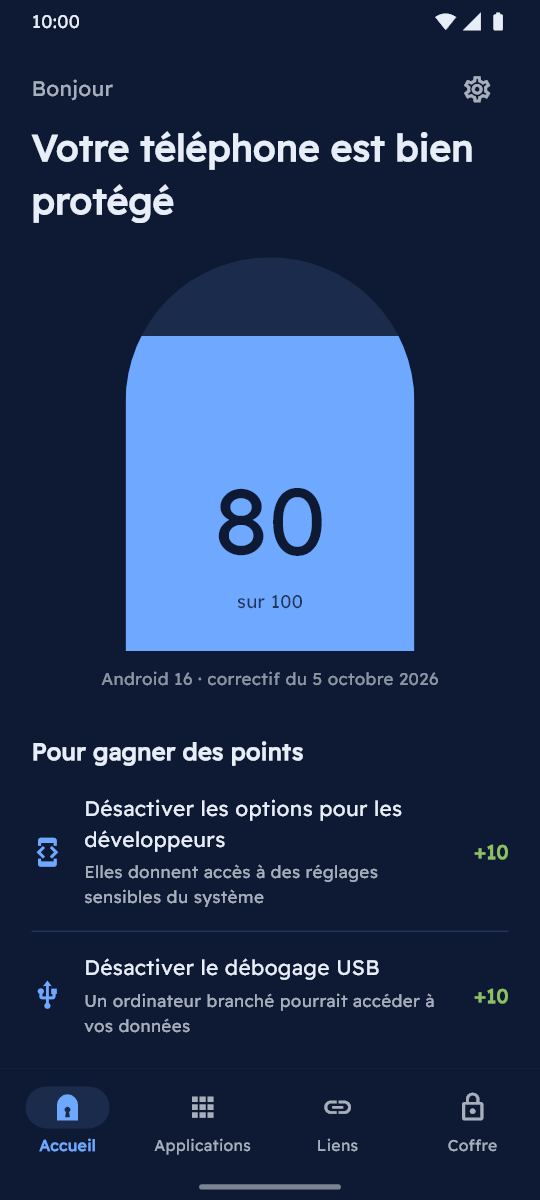 10:00
Bonjour
Votre téléphone est bien
protégé
80
sur 100
Android 16 · correctif du 5 octobre 2026
Pour gagner des points
Désactiver les options pour les
développeurs
+10
Elles donnent accès à des réglages
sensibles du système
Désactiver le débogage USB
+10
Un ordinateur branché pourrait accéder à
vos données
Accueil
Applications
Liens
Coffre